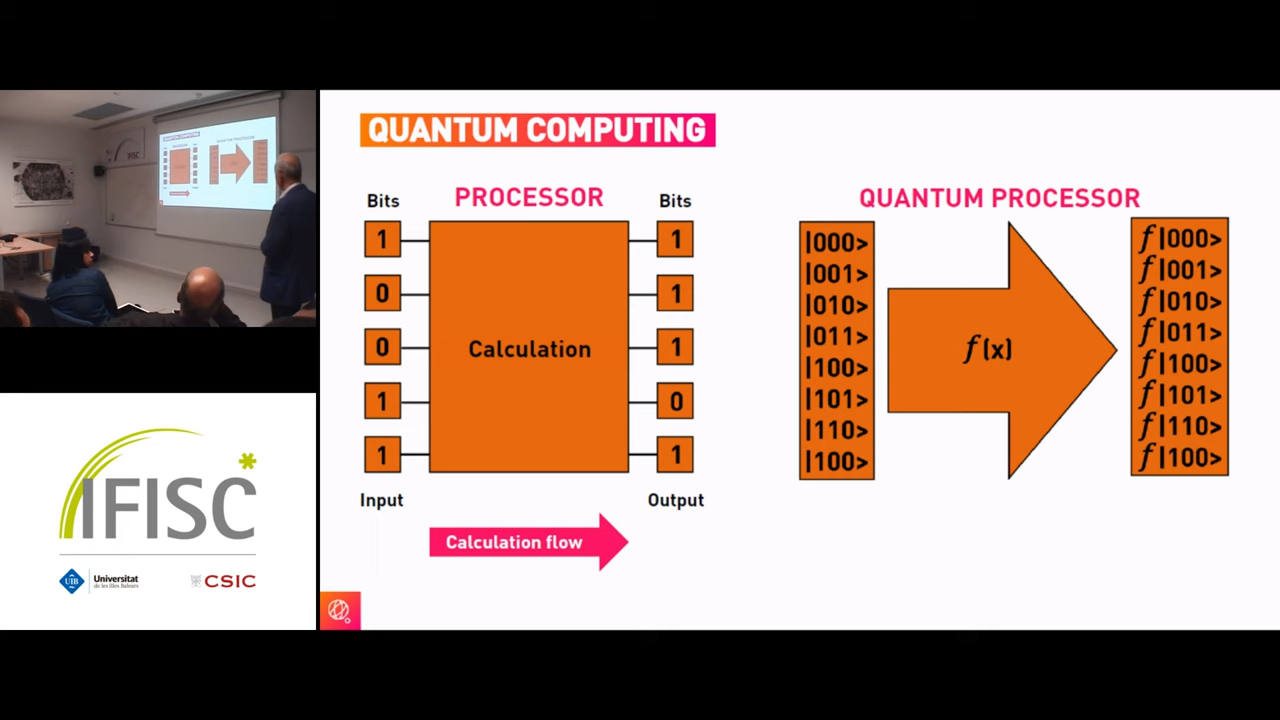 QUANTUM COMPUTING
PROCESSOR
Bits
Bits
1
0
0
1
1
Calculation
1
1
1
0
1
Input
Output
Calculation flow
QUANTUM PROCESSOR
|000>
|001>
|010>
|011>
|100>
|101>
|110>
|100>
f(x)
f|000>
f|001>
f|010>
f|011>
f|100>
f|101>
f|110>
f|100>
IFISC
UIB
Universitat
de les Illes Balears
CSIC